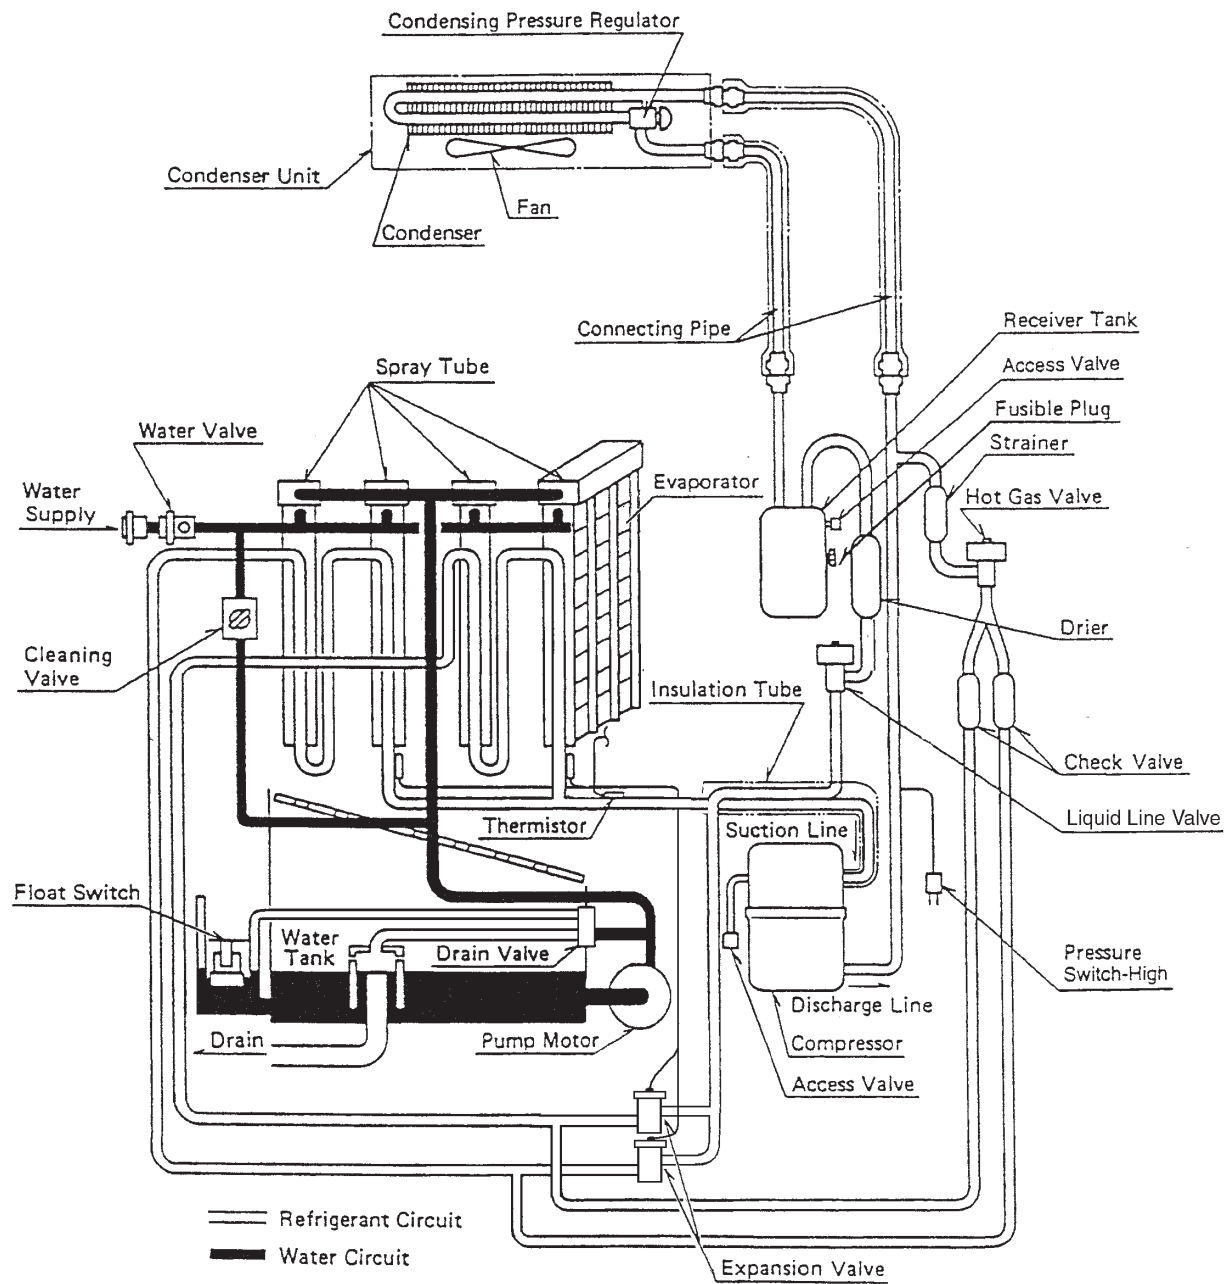 Condensing Pressure Regulator
Condenser Unit
Fan
Condenser
Connecting Pipe
Receiver Tank
Access Valve
Fusible Plug
Strainer
Hot Gas Valve
Spray Tube
Water Valve
Evaporator
Water
Supply
Drier
Cleaning
Valve
Insulation Tube
Check Valve
Liquid Line Valve
Thermistor
Suction Line
Float Switch
Water
Tank
Drain Valve
Pressure
Switch-High
Discharge Line
Drain
Pump Motor
Compressor
Access Valve
Refrigerant Circuit
Water Circuit
Expansion Valve